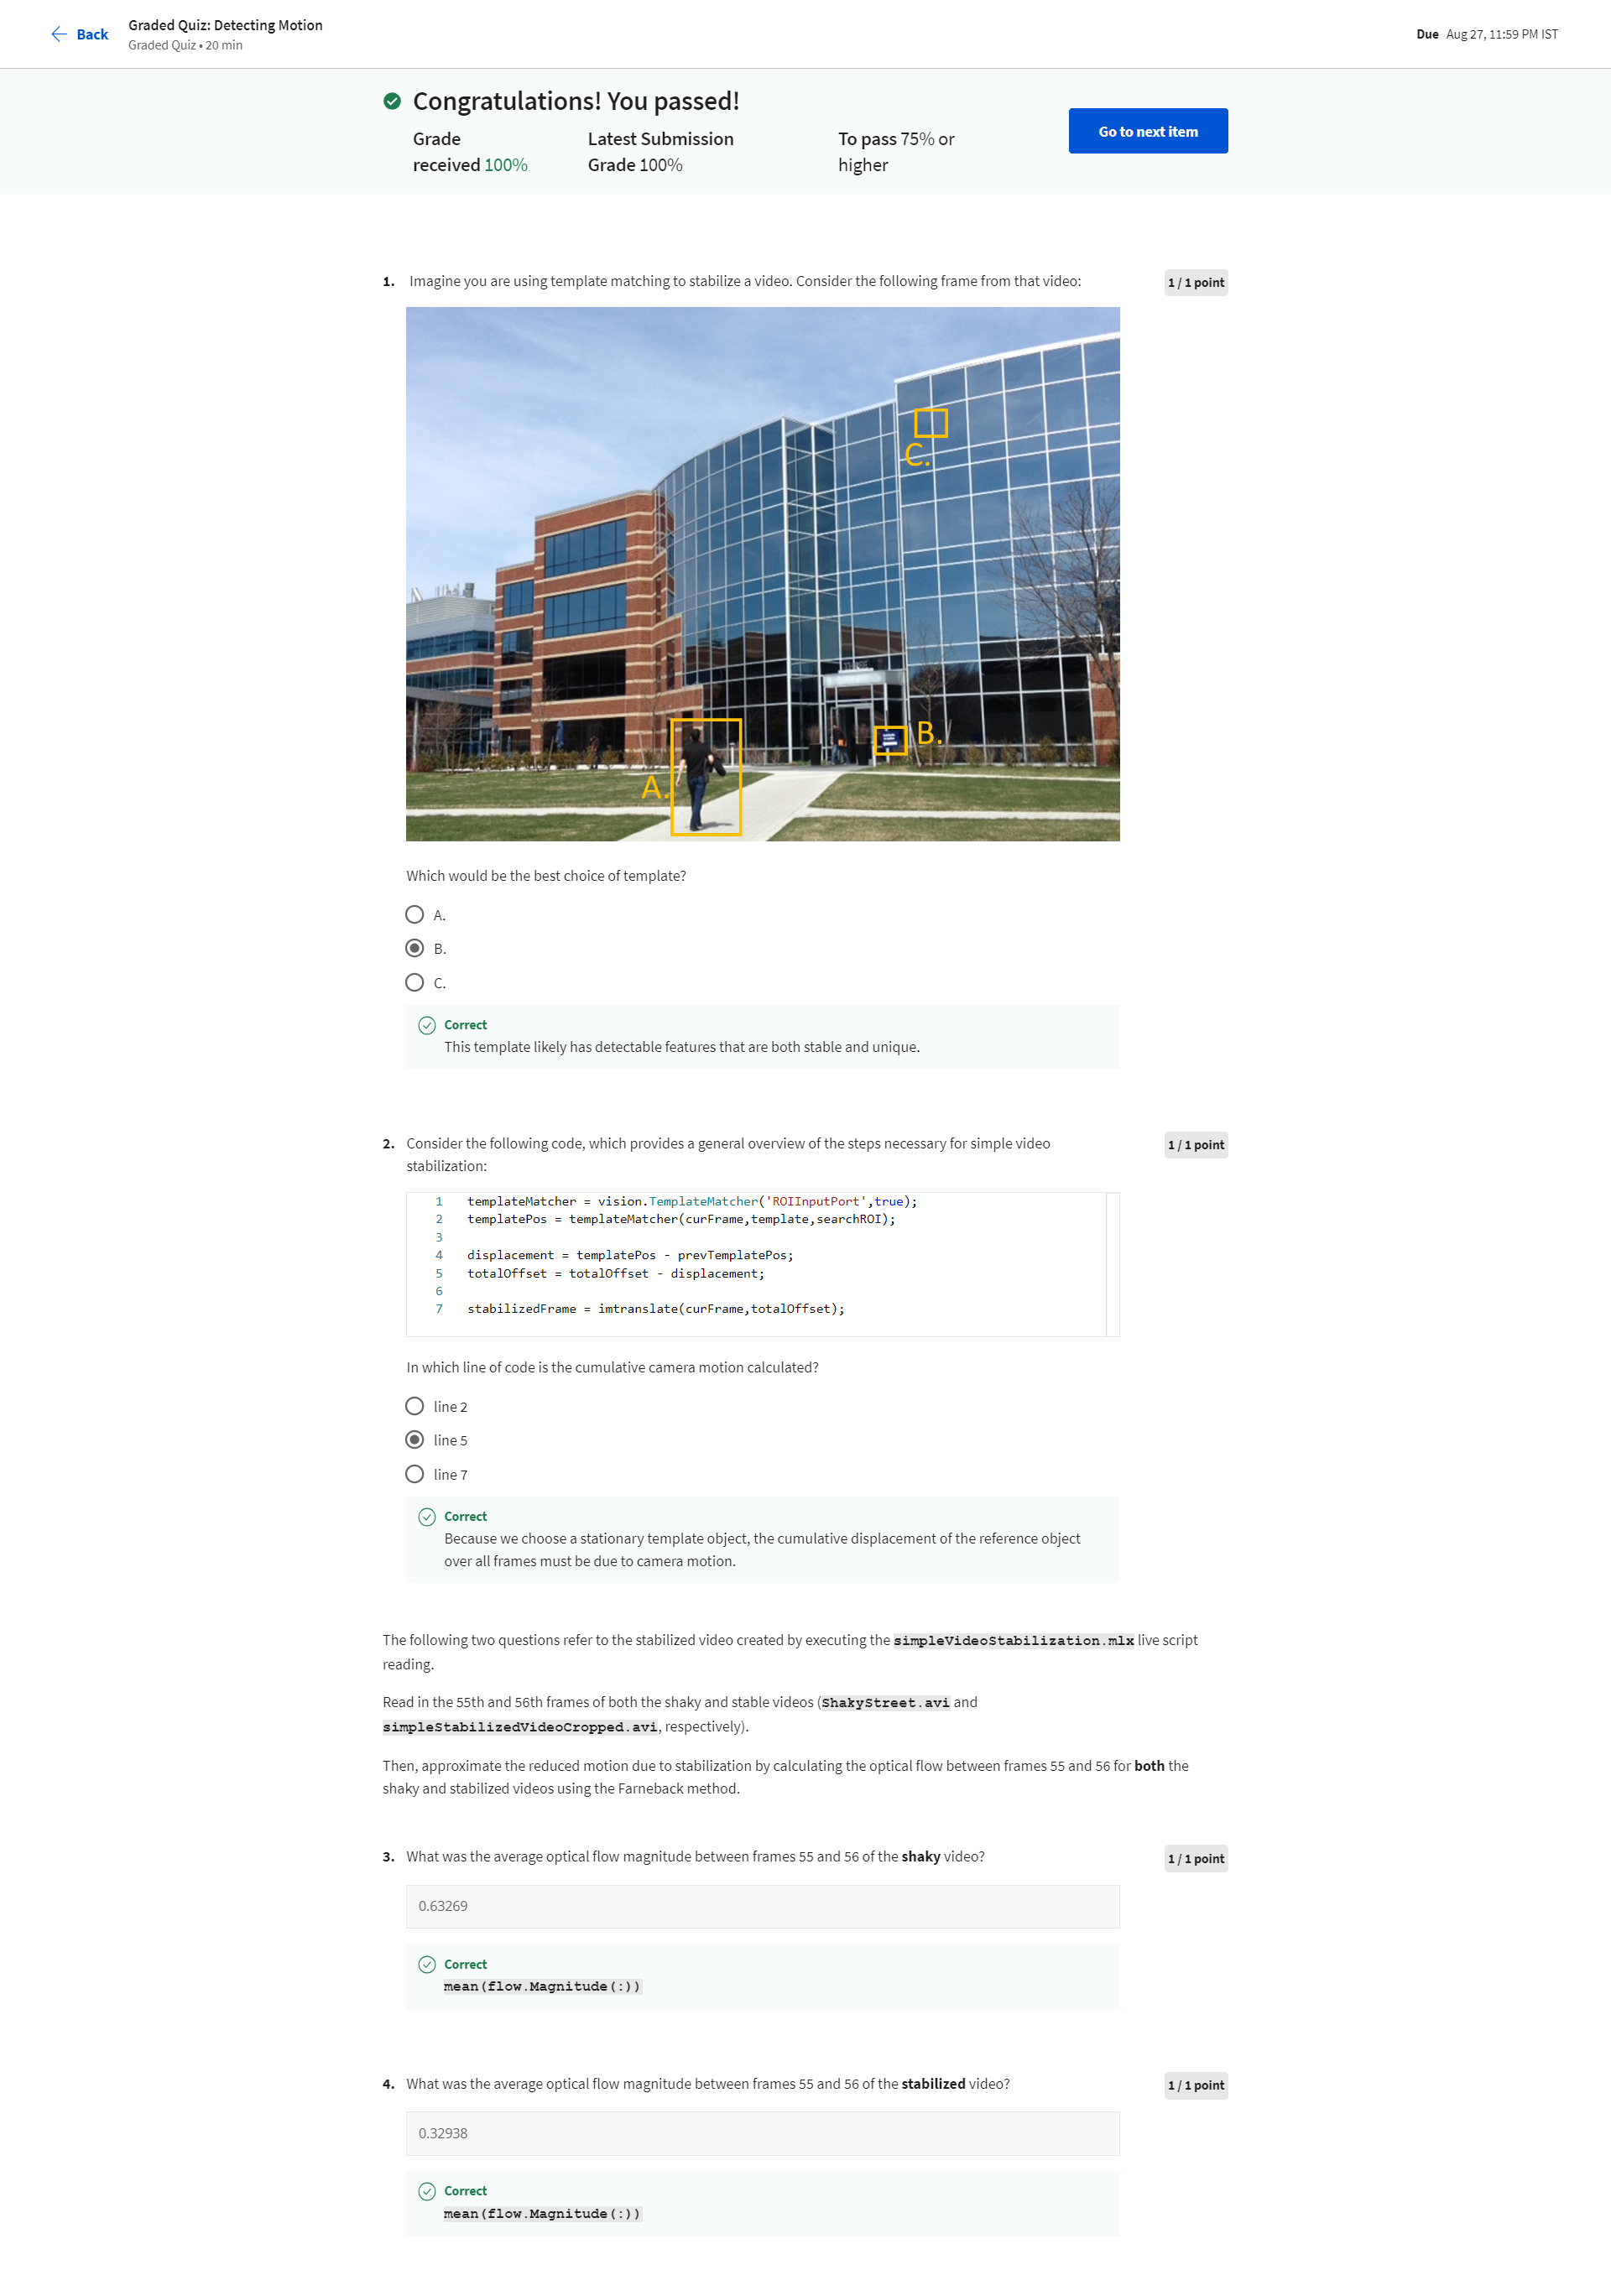 Back
Graded Quiz: Detecting Motion
Graded Quiz • 20 min
Due Aug 27, 11:59 PM IST
Congratulations! You passed!
Grade received 100%
Latest Submission Grade 100%
To pass 75% or higher
Go to next item
1. Imagine you are using template matching to stabilize a video. Consider the following frame from that video:
1 / 1 point
C.
B.
A.
Which would be the best choice of template?
A.
B.
C.
Correct
This template likely has detectable features that are both stable and unique.
2. Consider the following code, which provides a general overview of the steps necessary for simple video
stabilization:
1 / 1 point
1 templateMatcher = vision.TemplateMatcher('ROIInputPort',true);
2 templatePos = templateMatcher(curFrame,template,searchROI);
3
4 displacement = templatePos - prevTemplatePos;
5 totalOffset = totalOffset - displacement;
6
7 stabilizedFrame = imtranslate(curFrame,totalOffset);
In which line of code is the cumulative camera motion calculated?
line 2
line 5
line 7
Correct
Because we choose a stationary template object, the cumulative displacement of the reference object
over all frames must be due to camera motion.
The following two questions refer to the stabilized video created by executing the simpleVideoStabilization.mlx live script
reading.
Read in the 55th and 56th frames of both the shaky and stable videos (ShakyStreet.avi and
simpleStabilizedVideoCropped.avi, respectively).
Then, approximate the reduced motion due to stabilization by calculating the optical flow between frames 55 and 56 for both the
shaky and stabilized videos using the Farneback method.
3. What was the average optical flow magnitude between frames 55 and 56 of the shaky video?
1 / 1 point
0.63269
Correct
mean(flow.Magnitude(:))
4. What was the average optical flow magnitude between frames 55 and 56 of the stabilized video?
1 / 1 point
0.32938
Correct
mean(flow.Magnitude(:))